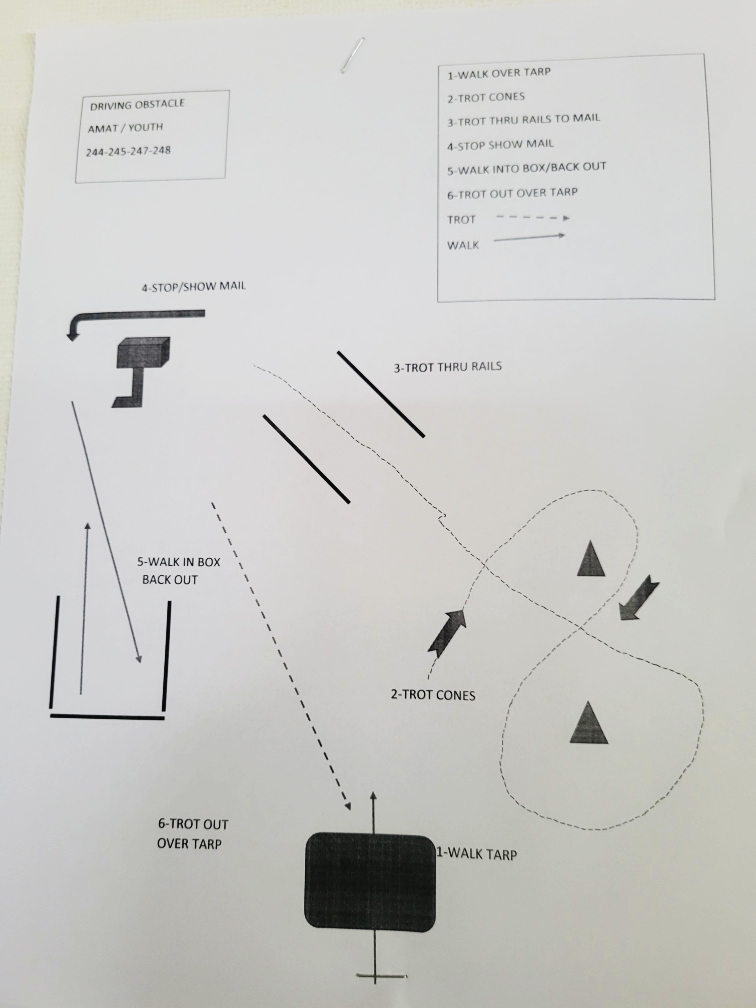 DRIVING OBSTACLE
AMAT / YOUTH
244-245-247-248
1-WALK OVER TARP
2-TROT CONES
3-TROT THRU RAILS TO MAIL
4-STOP SHOW MAIL
5-WALK INTO BOX/BACK OUT
6-TROT OUT OVER TARP
TROT
WALK
4-STOP/SHOW MAIL
3-TROT THRU RAILS
5-WALK IN BOX
BACK OUT
2-TROT CONES
6-TROT OUT
OVER TARP
1-WALK TARP